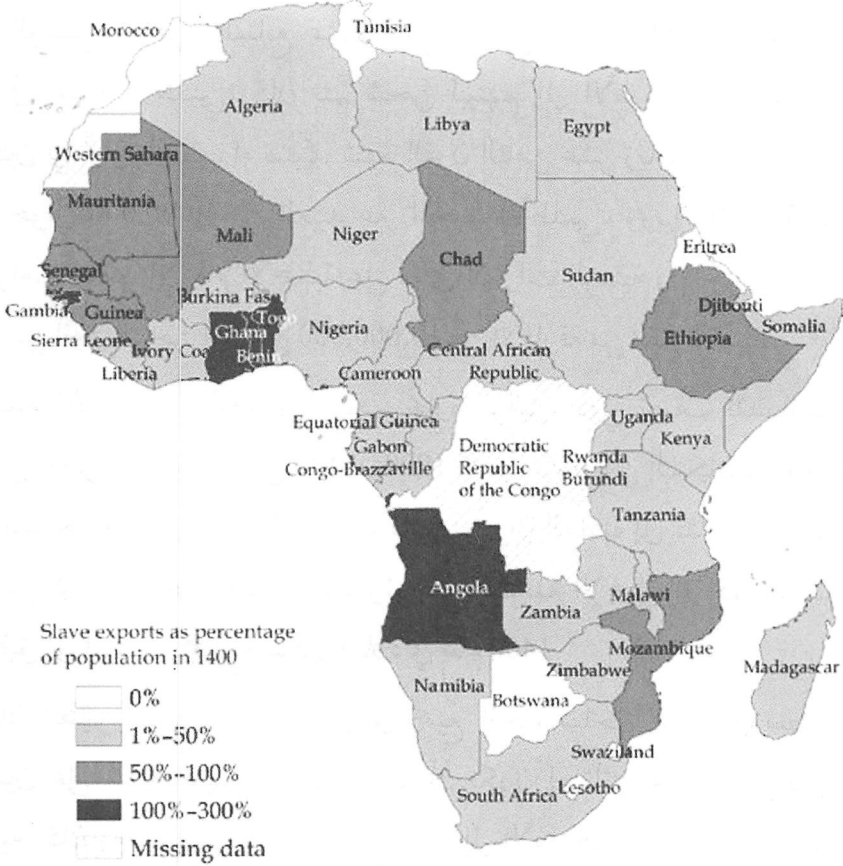 Morocco
Tunisia
Algeria
Libya
Egypt
Western Sahara
Mauritania
Mali
Niger
Chad
Sudan
Eritrea
Senegal
Gambia
Guinea
Burkina Faso
Djibouti
Somalia
Ethiopia
Sierra Leone
Ivory Coa
Ghana
Togo
Benin
Nigeria
Liberia
Cameroon
Central African
Republic
Equatorial Guinea
Gabon
Congo-Brazzaville
Democratic
Republic
of the Congo
Uganda
Kenya
Rwanda
Burundi
Tanzania
Angola
Zambia
Malawi
Mozambique
Zimbabwe
Madagascar
Namibia
Botswana
Swaziland
Lesotho
South Africa
Slave exports as percentage
of population in 1400
0%
1%–50%
50%–100%
100%–300%
Missing data